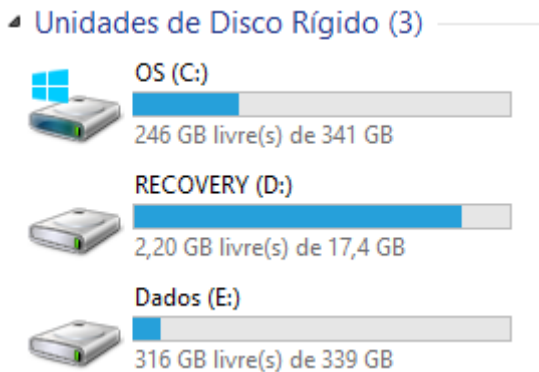 Unidades de Disco Rígido (3)
OS (C:)
246 GB livre(s) de 341 GB
RECOVERY (D:)
2,20 GB livre(s) de 17,4 GB
Dados (E:)
316 GB livre(s) de 339 GB